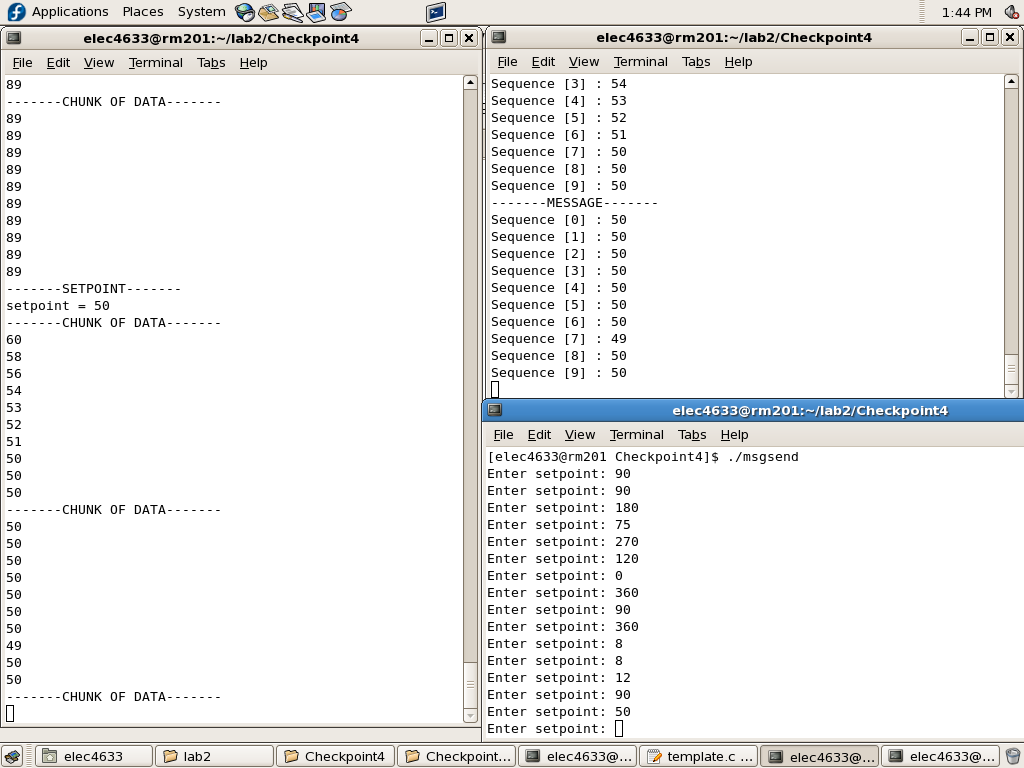 Applications Places System 1:44 PM
elec4633@rm201:~/lab2/Checkpoint4
File Edit View Terminal Tabs Help
89
-------CHUNK OF DATA-------
89
89
89
89
89
89
89
89
89
89
-------SETPOINT-------
setpoint = 50
-------CHUNK OF DATA-------
60
58
56
54
53
52
51
50
50
50
-------CHUNK OF DATA-------
50
50
50
50
50
50
50
49
50
50
-------CHUNK OF DATA-------
elec4633@rm201:~/lab2/Checkpoint4
File Edit View Terminal Tabs Help
Sequence [3] : 54
Sequence [4] : 53
Sequence [5] : 52
Sequence [6] : 51
Sequence [7] : 50
Sequence [8] : 50
Sequence [9] : 50
-------MESSAGE-------
Sequence [0] : 50
Sequence [1] : 50
Sequence [2] : 50
Sequence [3] : 50
Sequence [4] : 50
Sequence [5] : 50
Sequence [6] : 50
Sequence [7] : 49
Sequence [8] : 50
Sequence [9] : 50
elec4633@rm201:~/lab2/Checkpoint4
File Edit View Terminal Tabs Help
[elec4633@rm201 Checkpoint4]$ ./msgsend
Enter setpoint: 90
Enter setpoint: 90
Enter setpoint: 180
Enter setpoint: 75
Enter setpoint: 270
Enter setpoint: 120
Enter setpoint: 0
Enter setpoint: 360
Enter setpoint: 90
Enter setpoint: 360
Enter setpoint: 8
Enter setpoint: 8
Enter setpoint: 12
Enter setpoint: 90
Enter setpoint: 50
Enter setpoint:
elec4633 lab2 Checkpoint4 Checkpoint... elec4633@... template.c ... elec4633@... elec4633@...